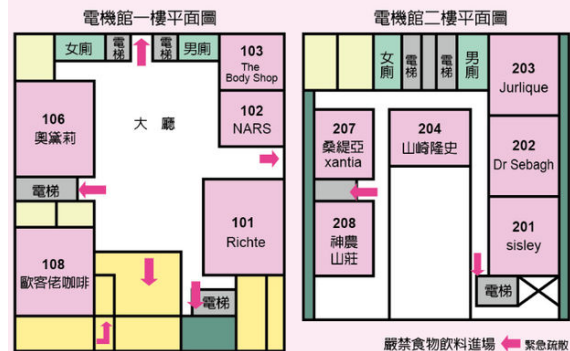 電機館一樓平面圖
女廁
電梯
電梯
男廁
103
The
Body Shop
102
NARS
106
奧黛莉
大廳
電梯
101
Richte
108
歐客佬咖啡
電梯
電機館二樓平面圖
女廁
電梯
電梯
男廁
203
Jurlique
207
桑緹亞
xantia
204
山崎隆史
202
Dr Sebagh
208
神農
山莊
201
sisley
電梯
嚴禁食物飲料進場
緊急疏散